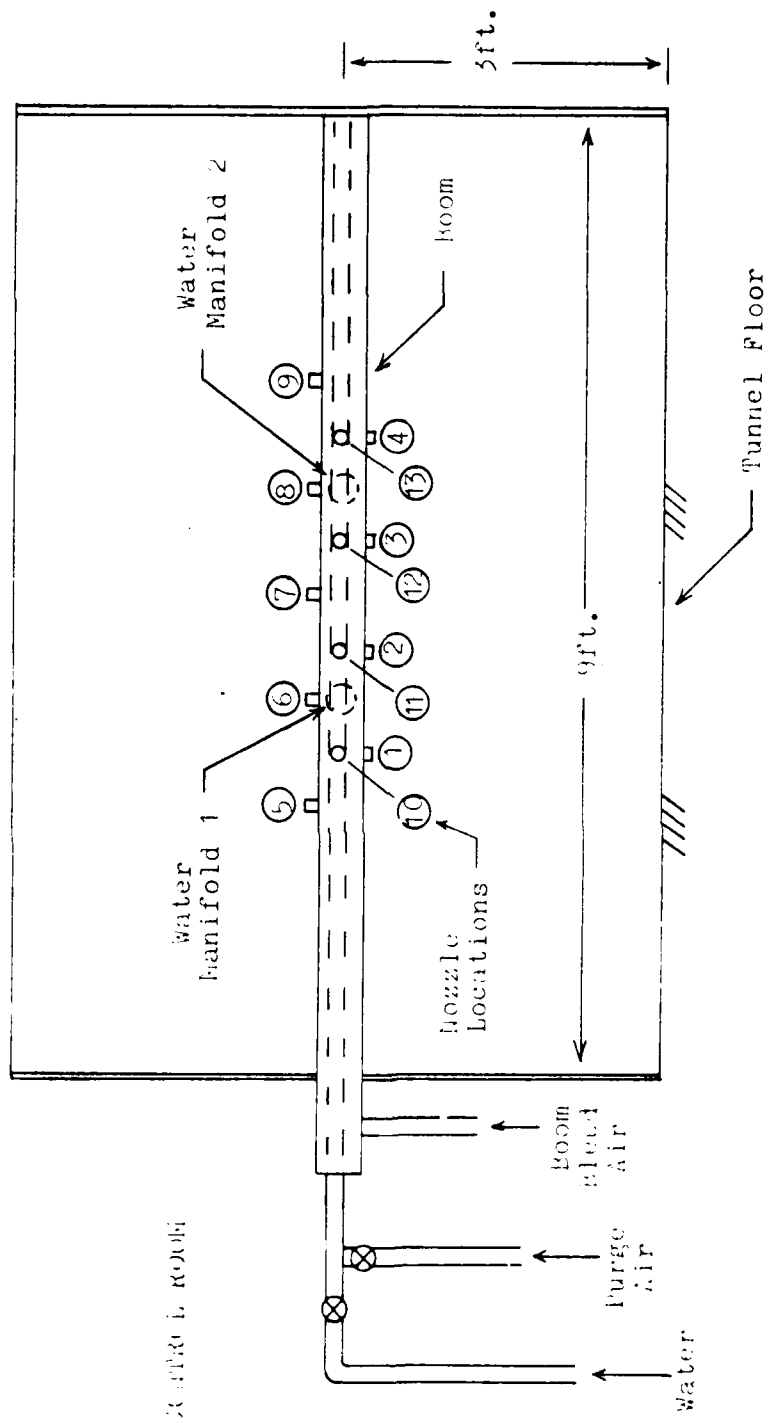 Water
Manifold 2
Water
Manifold 1
5
6
7
8
9
Boom
3ft.
1
2
3
4
10
11
12
13
Nozzle
Locations
9ft.
Boom
Air
Purge
Air
Water
Tunnel Floor
ROOM